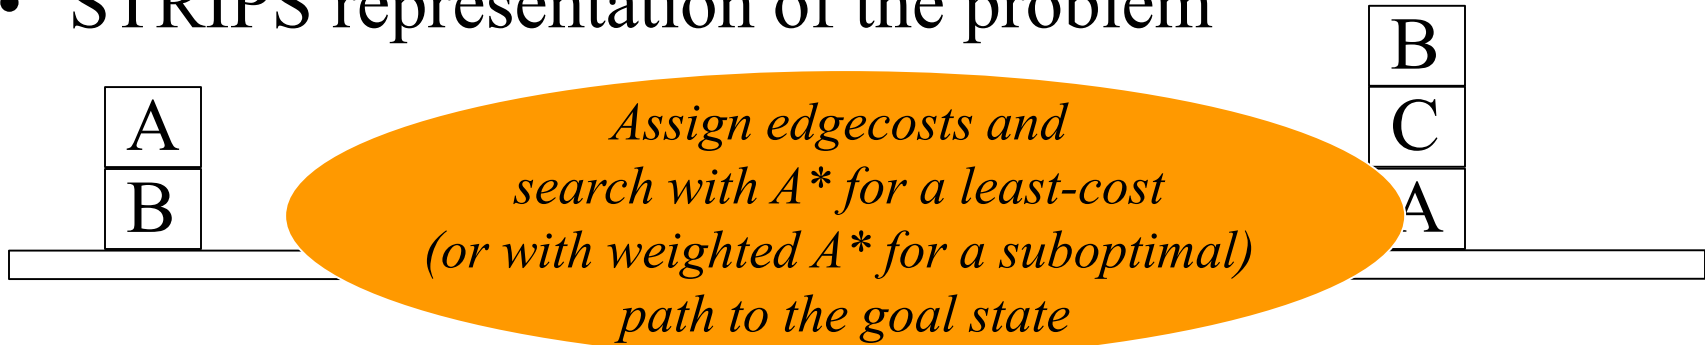 • STRIPS representation of the problem
A
B
Assign edgecosts and
search with A* for a least-cost
(or with weighted A* for a suboptimal)
path to the goal state
B
C
A